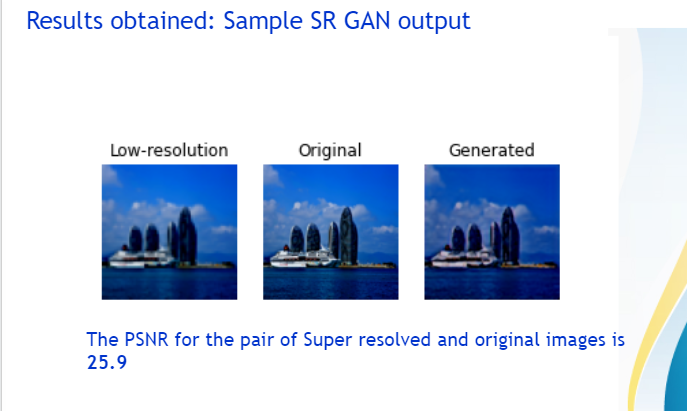 Results obtained: Sample SR GAN output
Low-resolution
Original
Generated
The PSNR for the pair of Super resolved and original images is
25.9